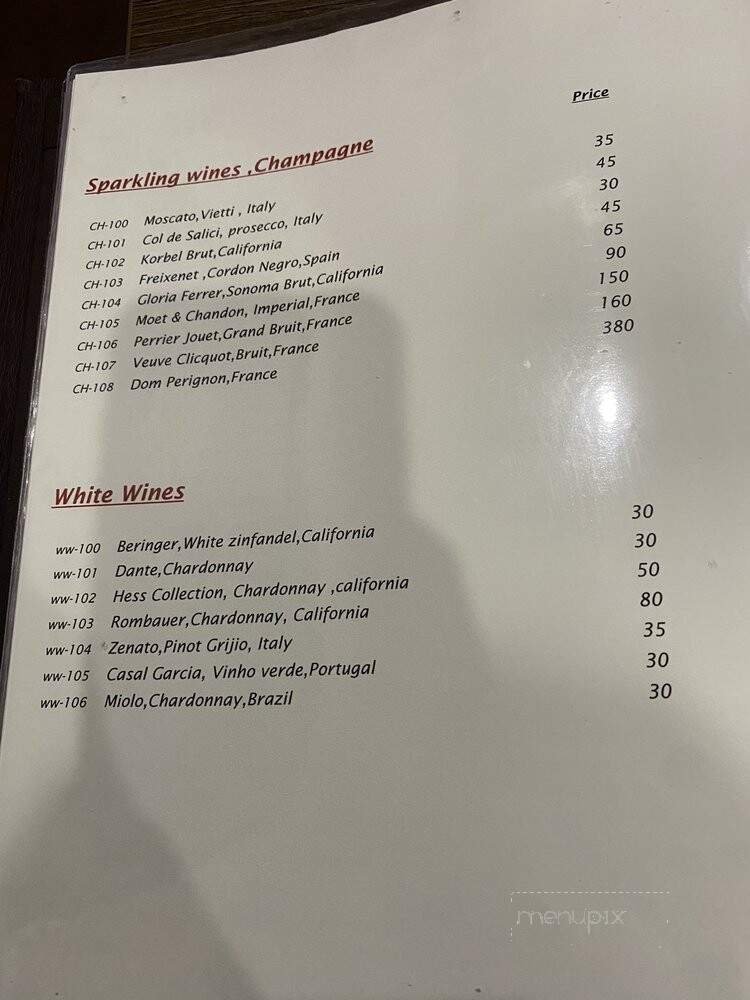 Price
Sparkling wines ,Champagne
CH-100 Moscato,Vietti , Italy 35
CH-101 Col de Salici, prosecco, Italy 45
CH-102 Korbel Brut,California 30
CH-103 Freixenet ,Cordon Negro,Spain 45
CH-104 Gloria Ferrer,Sonoma Brut,California 65
CH-105 Moet & Chandon, Imperial,France 90
CH-106 Perrier Jouet,Grand Bruit,France 150
CH-107 Veuve Clicquot,Bruit,France 160
CH-108 Dom Perignon,France 380
White Wines
WW-100 Beringer,White zinfandel,California 30
WW-101 Dante,Chardonnay 30
WW-102 Hess Collection, Chardonnay ,california 50
WW-103 Rombauer,Chardonnay, California 80
WW-104 Zenato,Pinot Grijio, Italy 35
WW-105 Casal Garcia, Vinho verde,Portugal 30
WW-106 Miolo,Chardonnay,Brazil 30
menupix